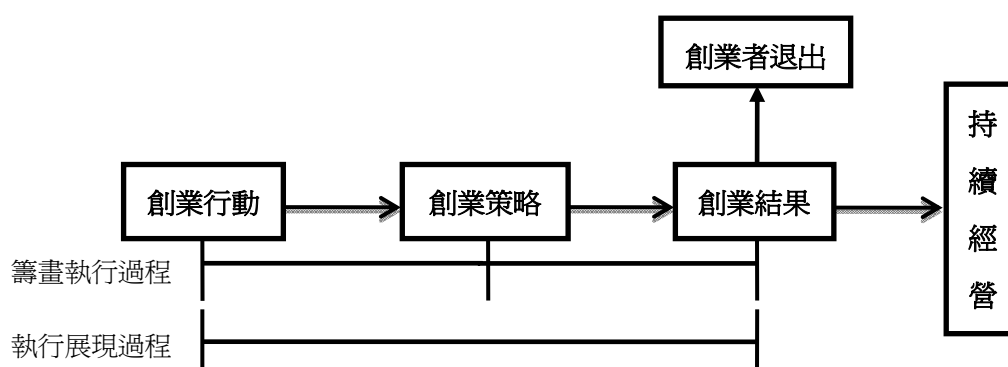 創業者退出
創業行動
創業策略
創業結果
持續經營
籌畫執行過程
執行展現過程